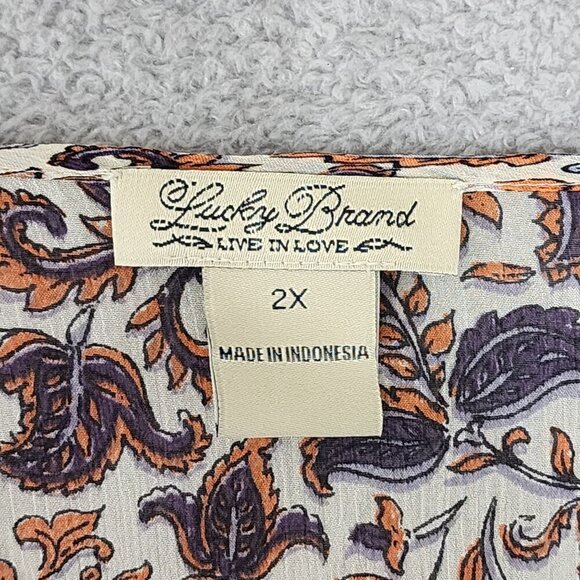 Lucky Brand
LIVE IN LOVE
2X
MADE IN INDONESIA